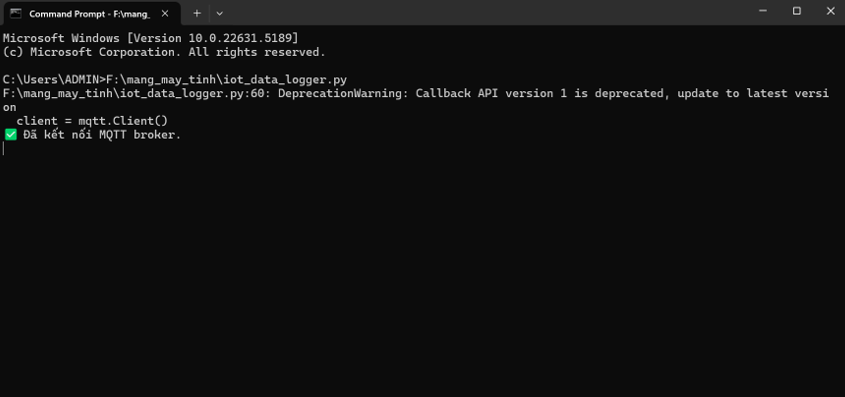 Command Prompt - F:\mang_
Microsoft Windows [Version 10.0.22631.5189]
(c) Microsoft Corporation. All rights reserved.
C:\Users\ADMIN>F:\mang_may_tinh\iot_data_logger.py
F:\mang_may_tinh\iot_data_logger.py:60: DeprecationWarning: Callback API version 1 is deprecated, update to latest versi
on
client = mqtt.Client()
✅ Đã kết nối MQTT broker.